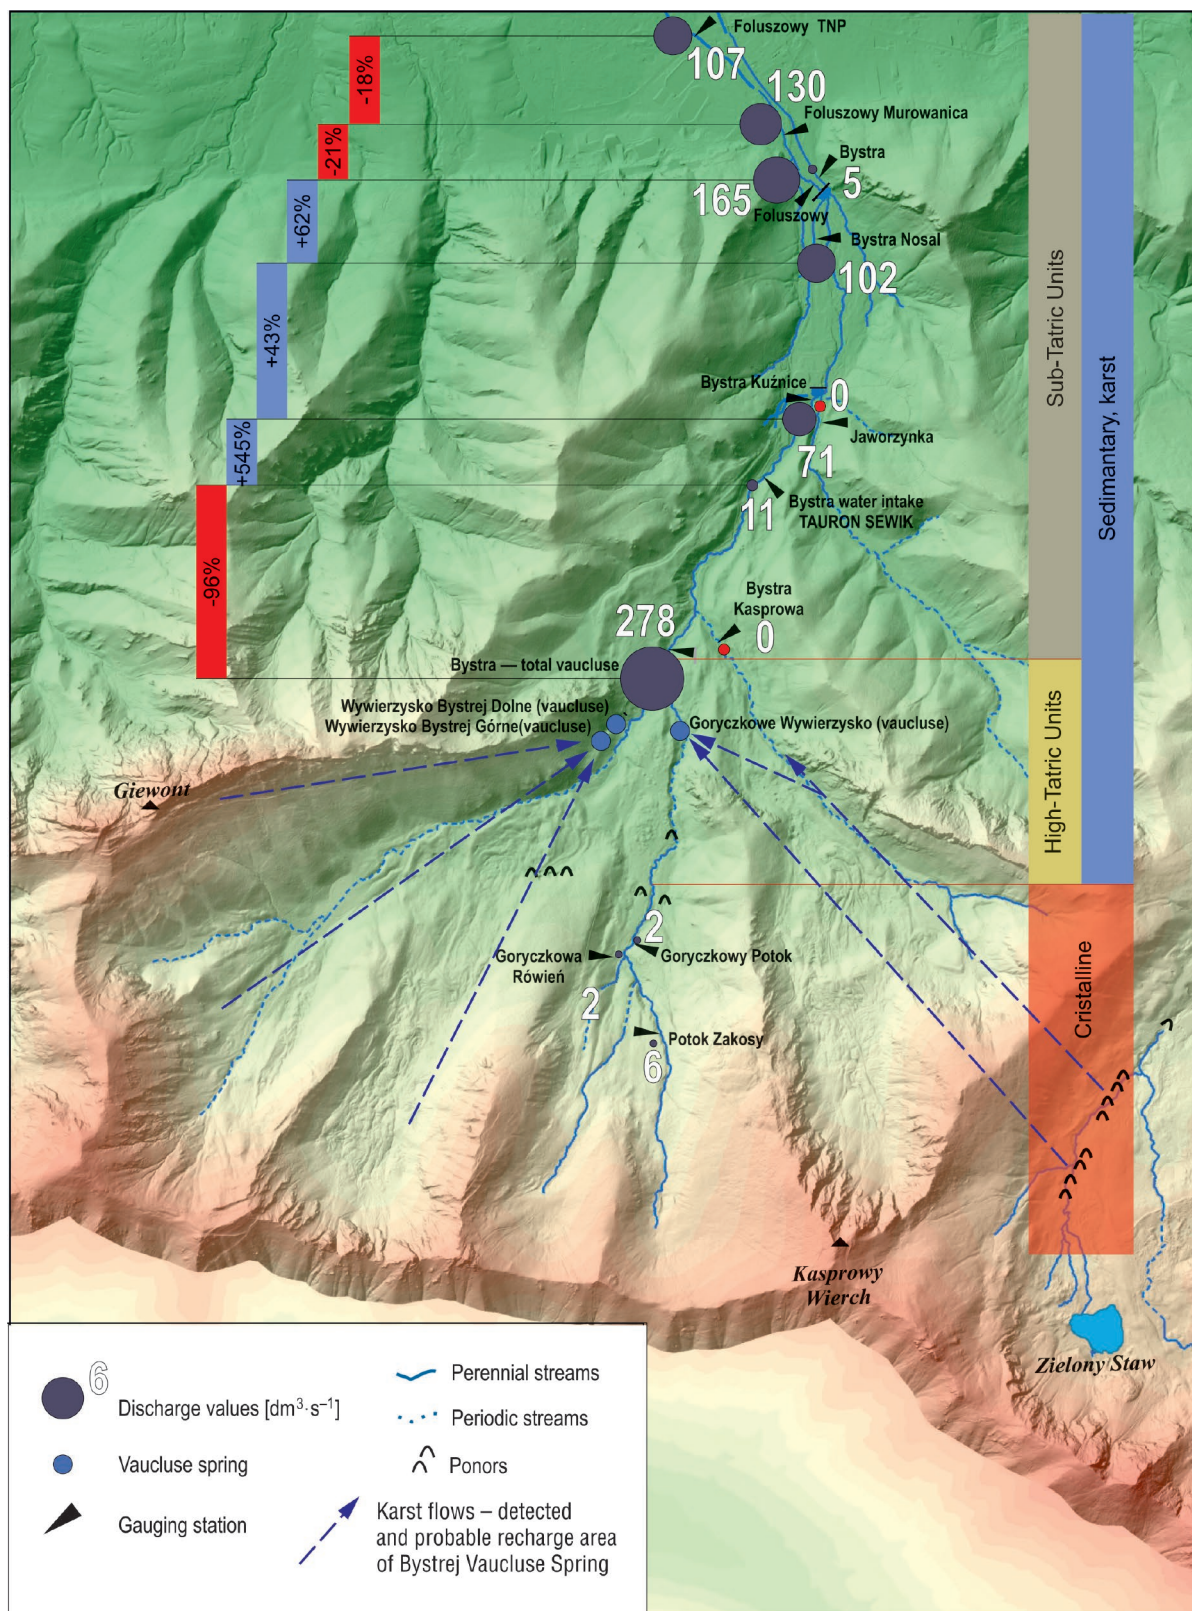 Foluszowy TNP
107
-18%
130
Foluszowy Murowanica
-21%
Bystra
5
165
Foluszowy
+62%
Bystra Nosal
102
+43%
Sub-Tatric Units
Sedimantary, karst
Bystra Kuźnice
0
Jaworzynka
71
+545%
11
Bystra water intake
TAURON SEWIK
-96%
Bystra
Kasprowa
278
0
Bystra — total vaucluse
Wywierzysko Bystrej Dolne (vaucluse)
Wywierzysko Bystrej Górne(vaucluse)
Goryczkowe Wywierzysko (vaucluse)
High-Tatric Units
Giewont
2
Goryczkowa
Rówień
Goryczkowy Potok
2
Cristalline
Potok Zakosy
6
Kasprowy
Wierch
Zielony Staw
6
Discharge values [dm³·s⁻¹]
Vaucluse spring
Gauging station
Perennial streams
Periodic streams
Ponors
Karst flows – detected
and probable recharge area
of Bystrej Vaucluse Spring